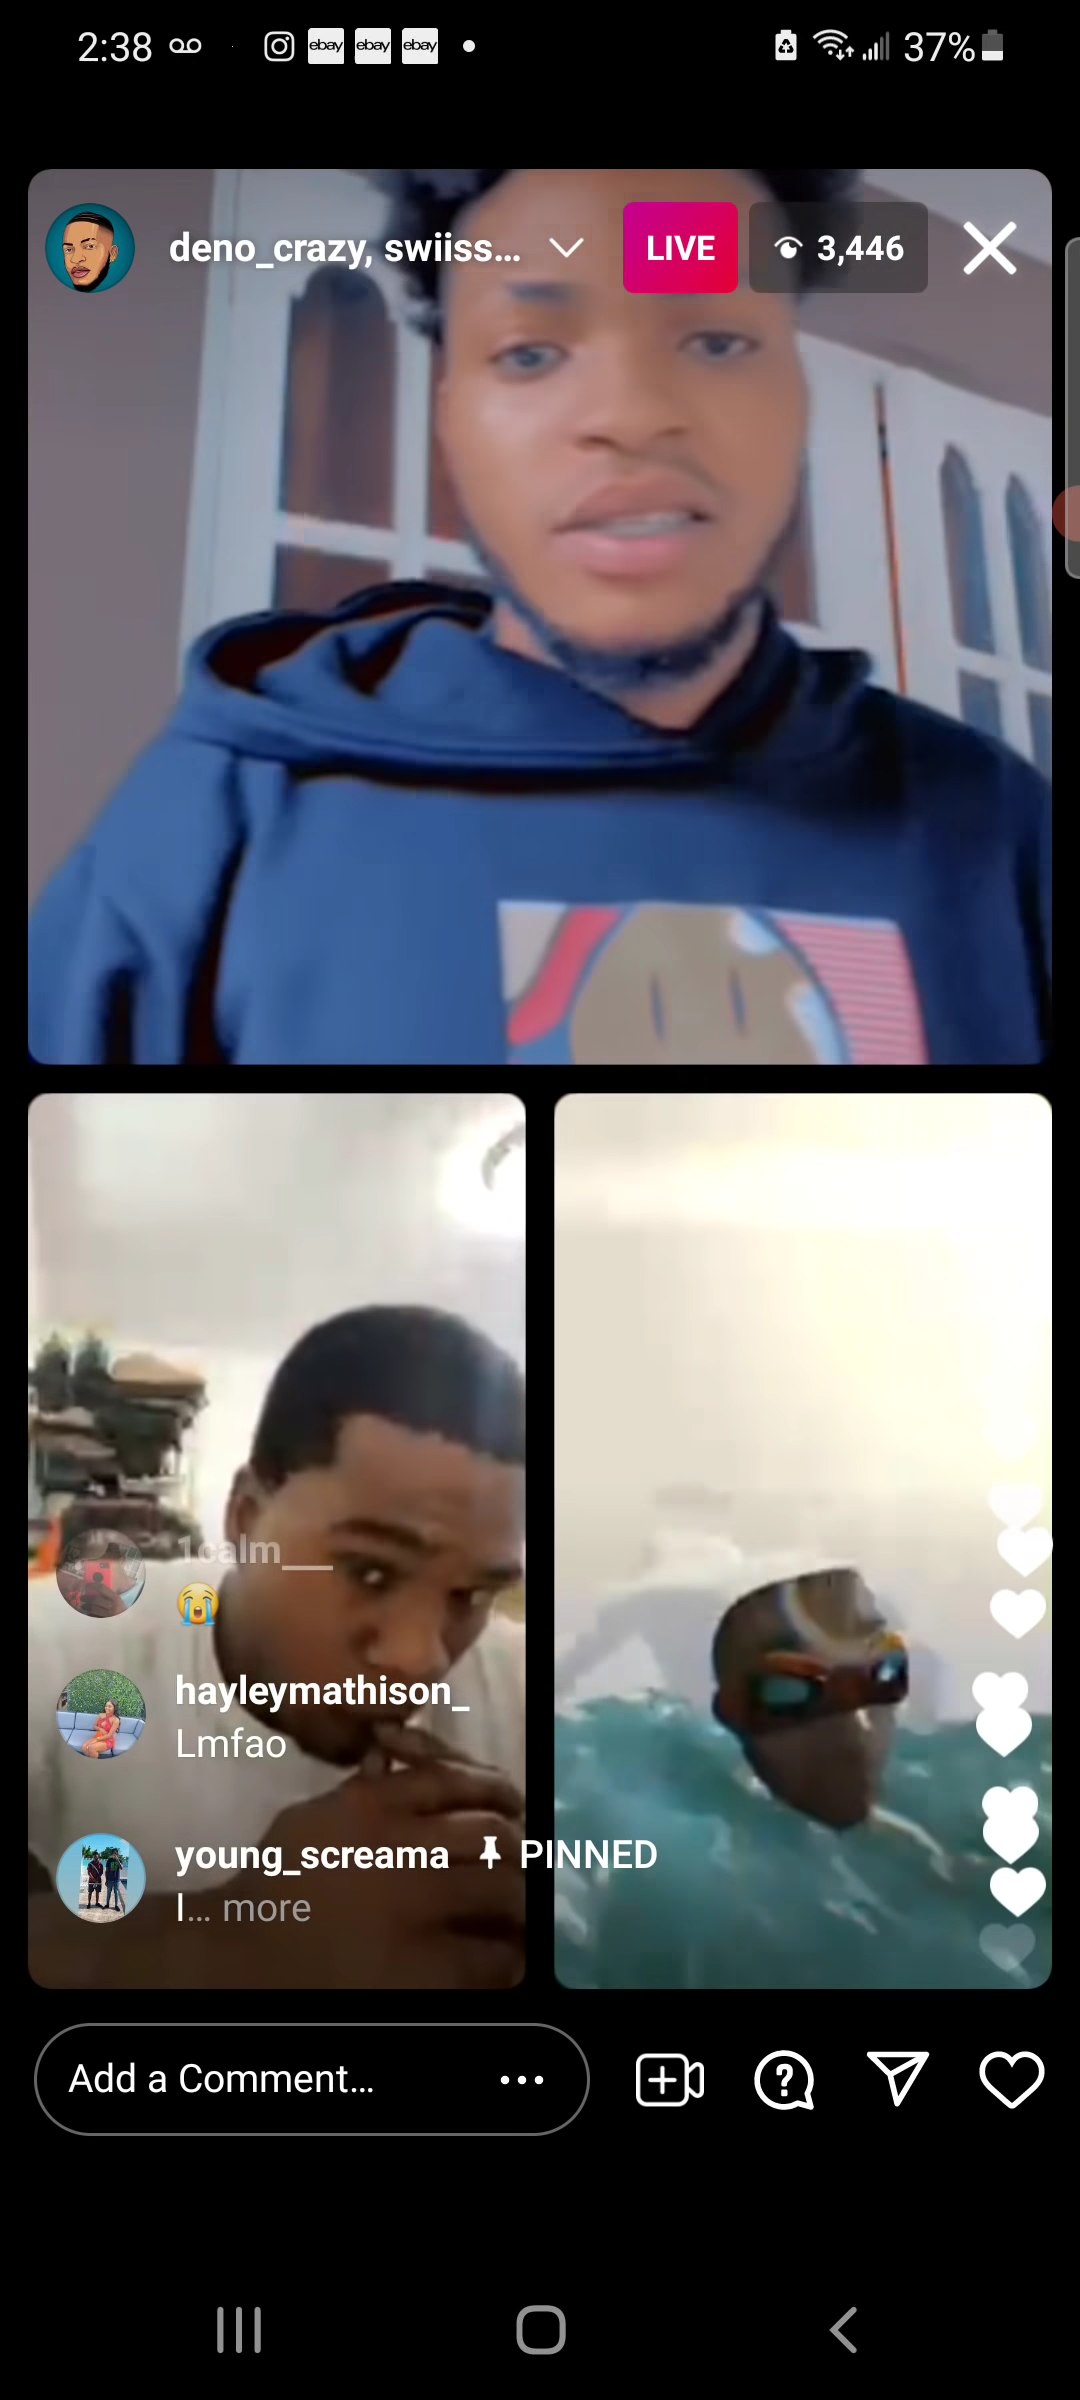 2:38
ebay ebay ebay
37%
deno_crazy, swiiss...
LIVE
3,446
1calm__
😭
hayleymathison_
Lmfao
young_screama PINNED
I... more
Add a Comment...